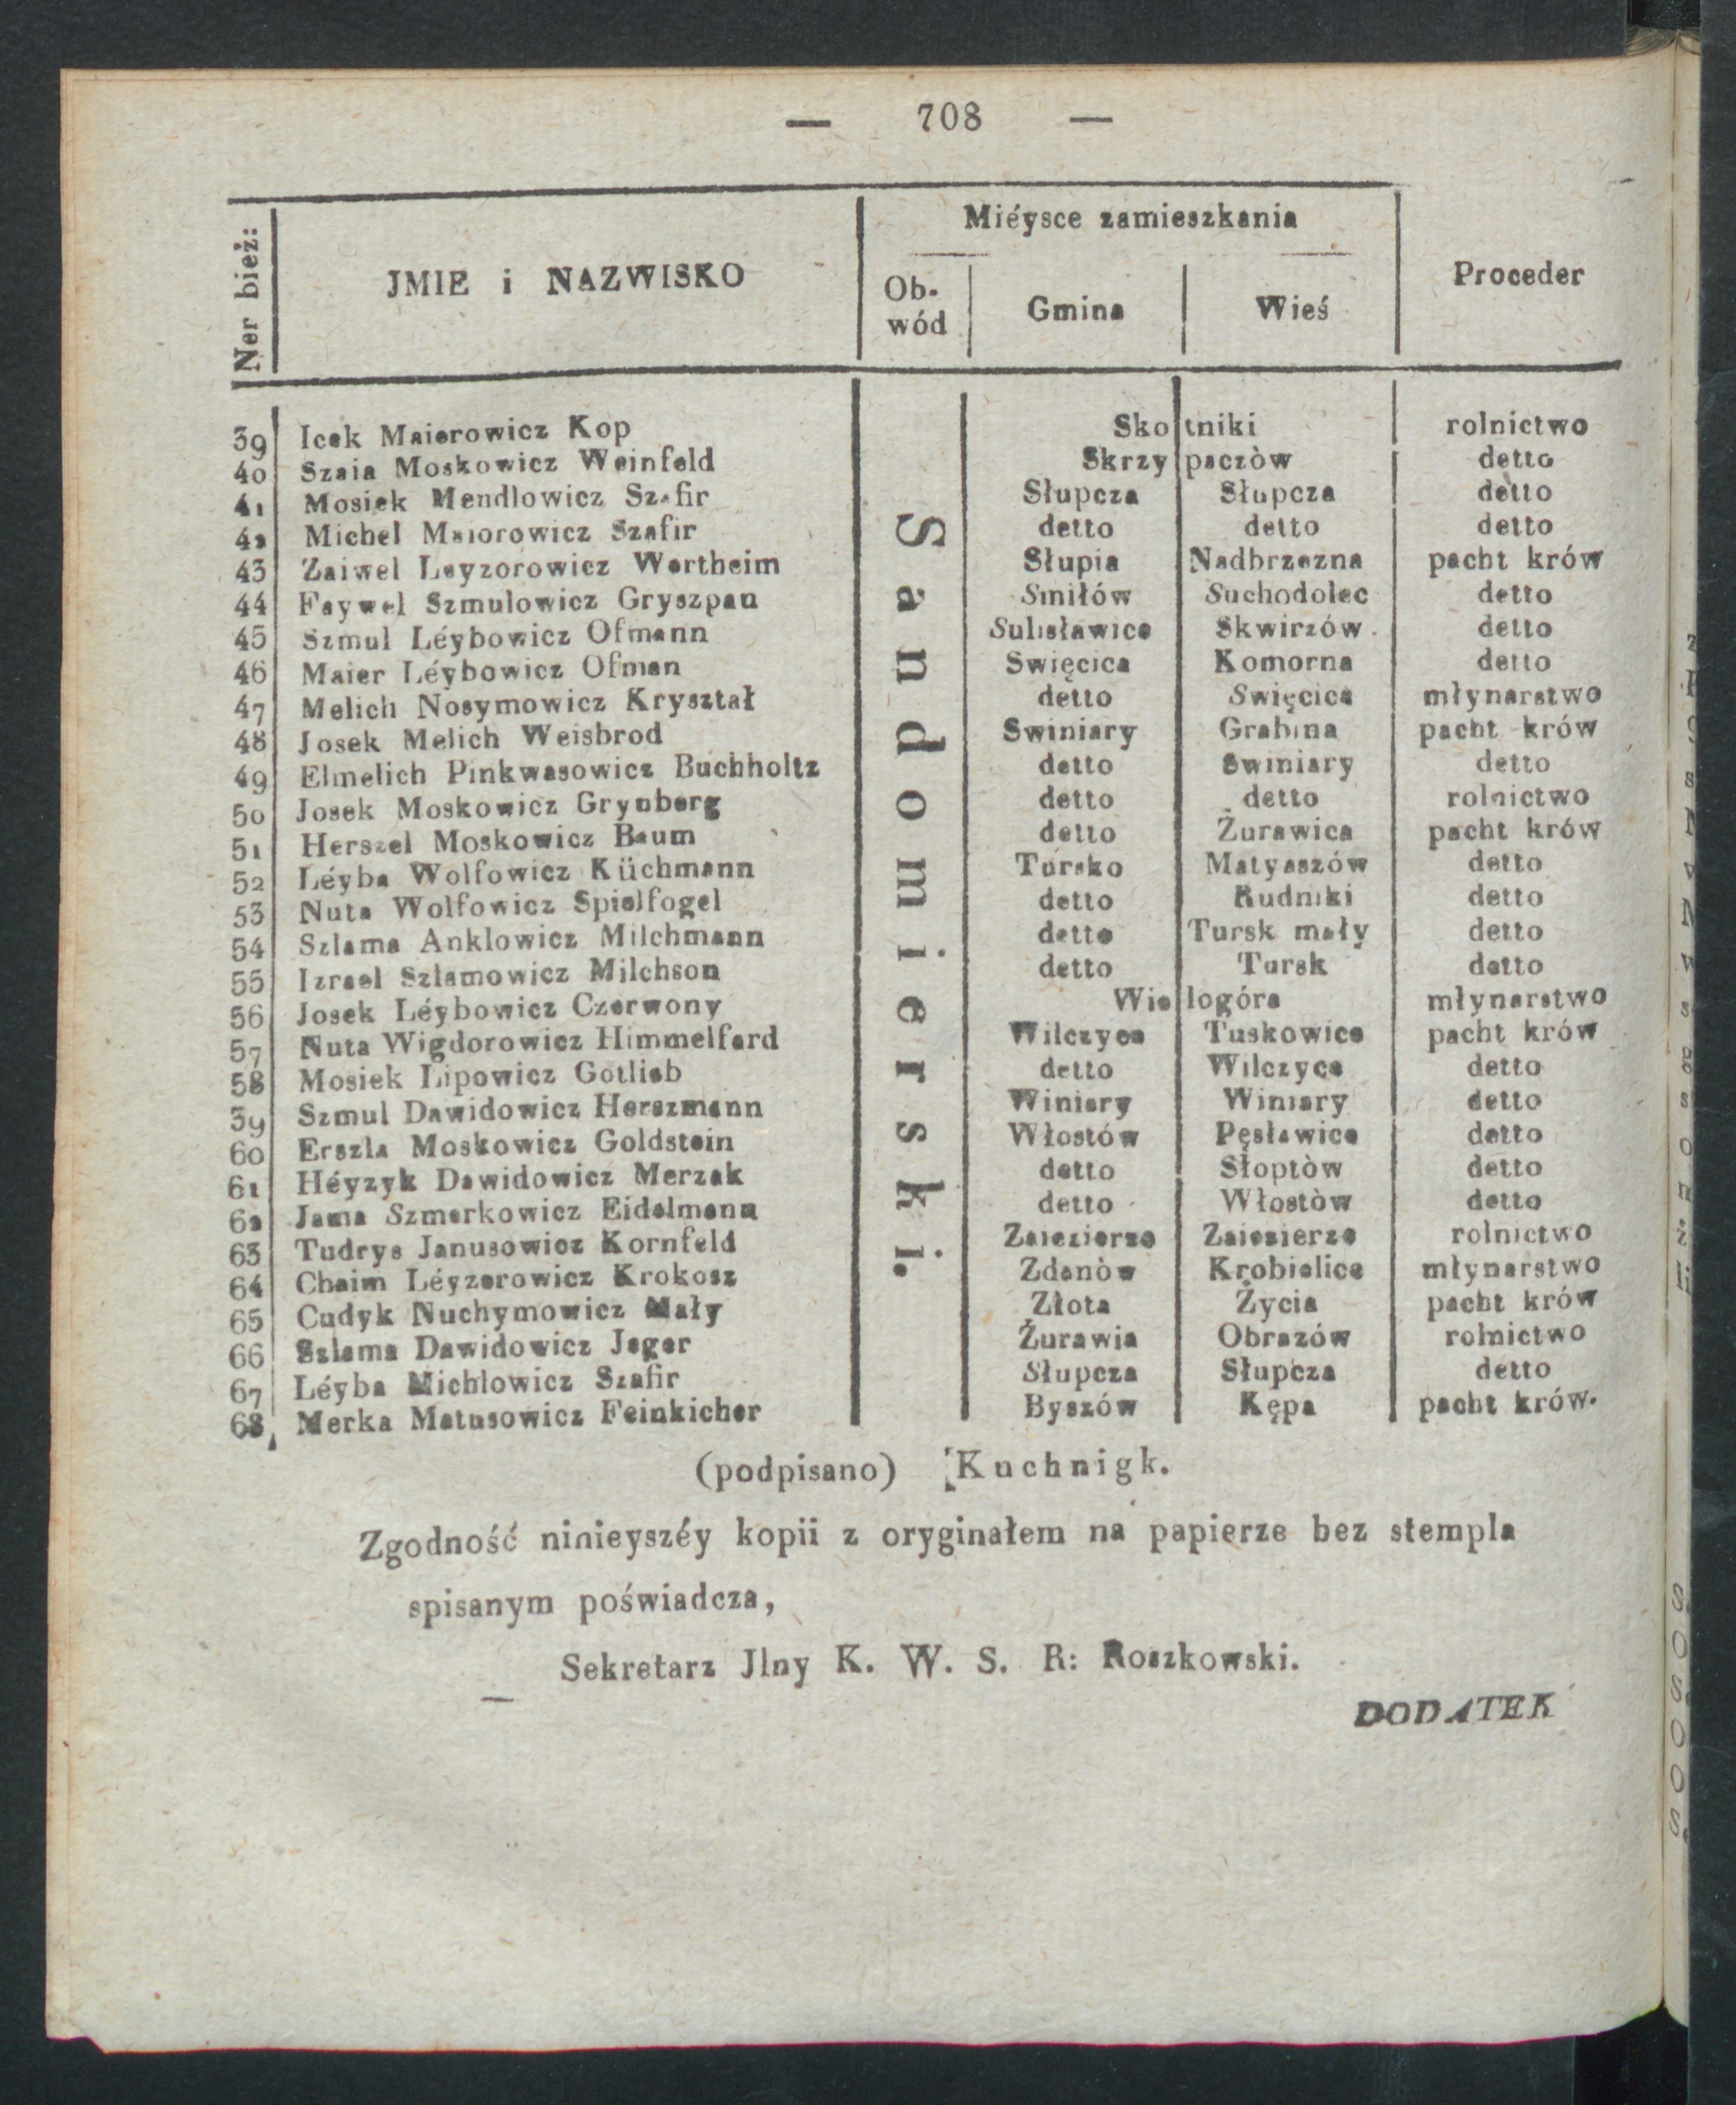 — 708 —
Ner bież: JMIE i NAZWISKO Miéysce zamieszkania Proceder
Ob-wód Gmina Wieś
Sandomierski.
39 Icek Maierowicz Kop Skotniki rolnictwo
40 Szaia Moskowicz Weinfeld Skrzypaczòw detto
41 Mosiek Mendlowicz Szafir Słupcza Słupcza detto
42 Michel Maiorowicz Szafir detto detto detto
43 Zaiwel Leyzorowicz Wertheim Słupia Nadbrzezna pacht krów
44 Faywel Szmulowicz Gryszpan Smiłów Suchodolec detto
45 Szmul Léybowicz Ofmann Sulisławice Skwirzów detto
46 Maier Léybowicz Ofman Swięcica Komorna detto
47 Melich Nosymowicz Kryształ detto Swięcica młynarstwo
48 Josek Melich Weisbrod Swiniary Grabina pacht krów
49 Elmelich Pinkwasowicz Buchholtz detto Swiniary detto
50 Josek Moskowicz Grynberg detto detto rolnictwo
51 Herszel Moskowicz Baum detto Żurawica pacht krów
52 Léyba Wolfowicz Küchmann Tursko Matyaszów detto
53 Nuta Wolfowicz Spielfogel detto Rudniki detto
54 Szlama Anklowicz Milchmann detto Tursk mały detto
55 Izrael Szlamowicz Milchson detto Tursk detto
56 Josek Léybowicz Czerwony Wielogóra młynarstwo
57 Nuta Wigdorowicz Himmelfard Wilczyca Tuskowice pacht krów
58 Mosiek Lipowicz Gotlieb detto Wilczyca detto
39 Szmul Dawidowicz Herszmann Winiary Winiary detto
60 Erszla Moskowicz Goldstein Włostów Pęsławice detto
61 Héyzyk Dawidowicz Merzak detto Słoptòw detto
62 Jama Szmerkowicz Eidelmann detto Włostòw detto
63 Tudrys Janusowicz Kornfeld Zaiezierze Zaiezierze rolnictwo
64 Chaim Léyzerowicz Krokosz Zdanòw Krobielice młynarstwo
65 Cudyk Nuchymowicz Mały Złota Życia pacht krów
66 Szlama Dawidowicz Jeger Żurawia Obrazów rolnictwo
67 Léyba Michlowicz Szafir Słupcza Słupcza detto
68 Merka Matusowicz Feinkicher Byszów Kępa pacht krów.
(podpisano) Kuchnigk.
Zgodność ninieyszéy kopii z oryginałem na papierze bez stempla
spisanym poświadcza,
Sekretarz Jlny K. W. S. R: Roszkowski.
DODATEK